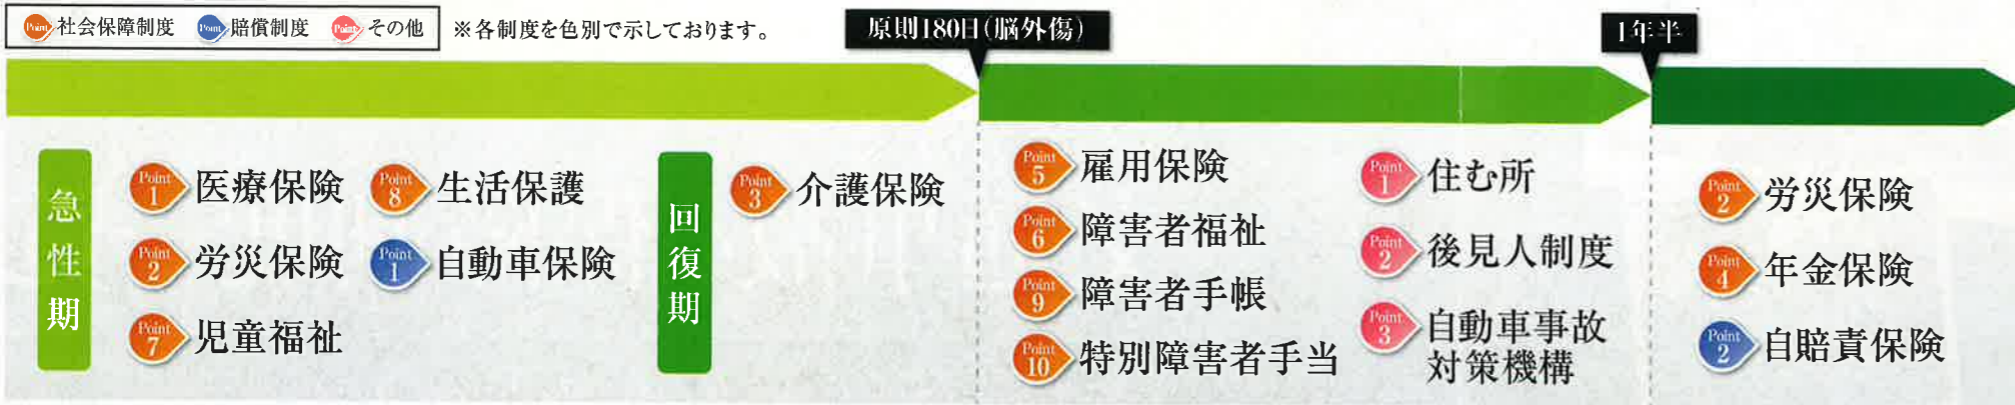 Point 社会保障制度 Point 賠償制度 Point その他 ※各制度を色別で示しております。
原則180日(脳外傷)
1年半
急性期
Point 1 医療保険
Point 2 労災保険
Point 7 児童福祉
Point 8 生活保護
Point 1 自動車保険
回復期
Point 3 介護保険
Point 5 雇用保険
Point 6 障害者福祉
Point 9 障害者手帳
Point 10 特別障害者手当
Point 1 住む所
Point 2 後見人制度
Point 3 自動車事故
対策機構
Point 2 労災保険
Point 4 年金保険
Point 2 自賠責保険